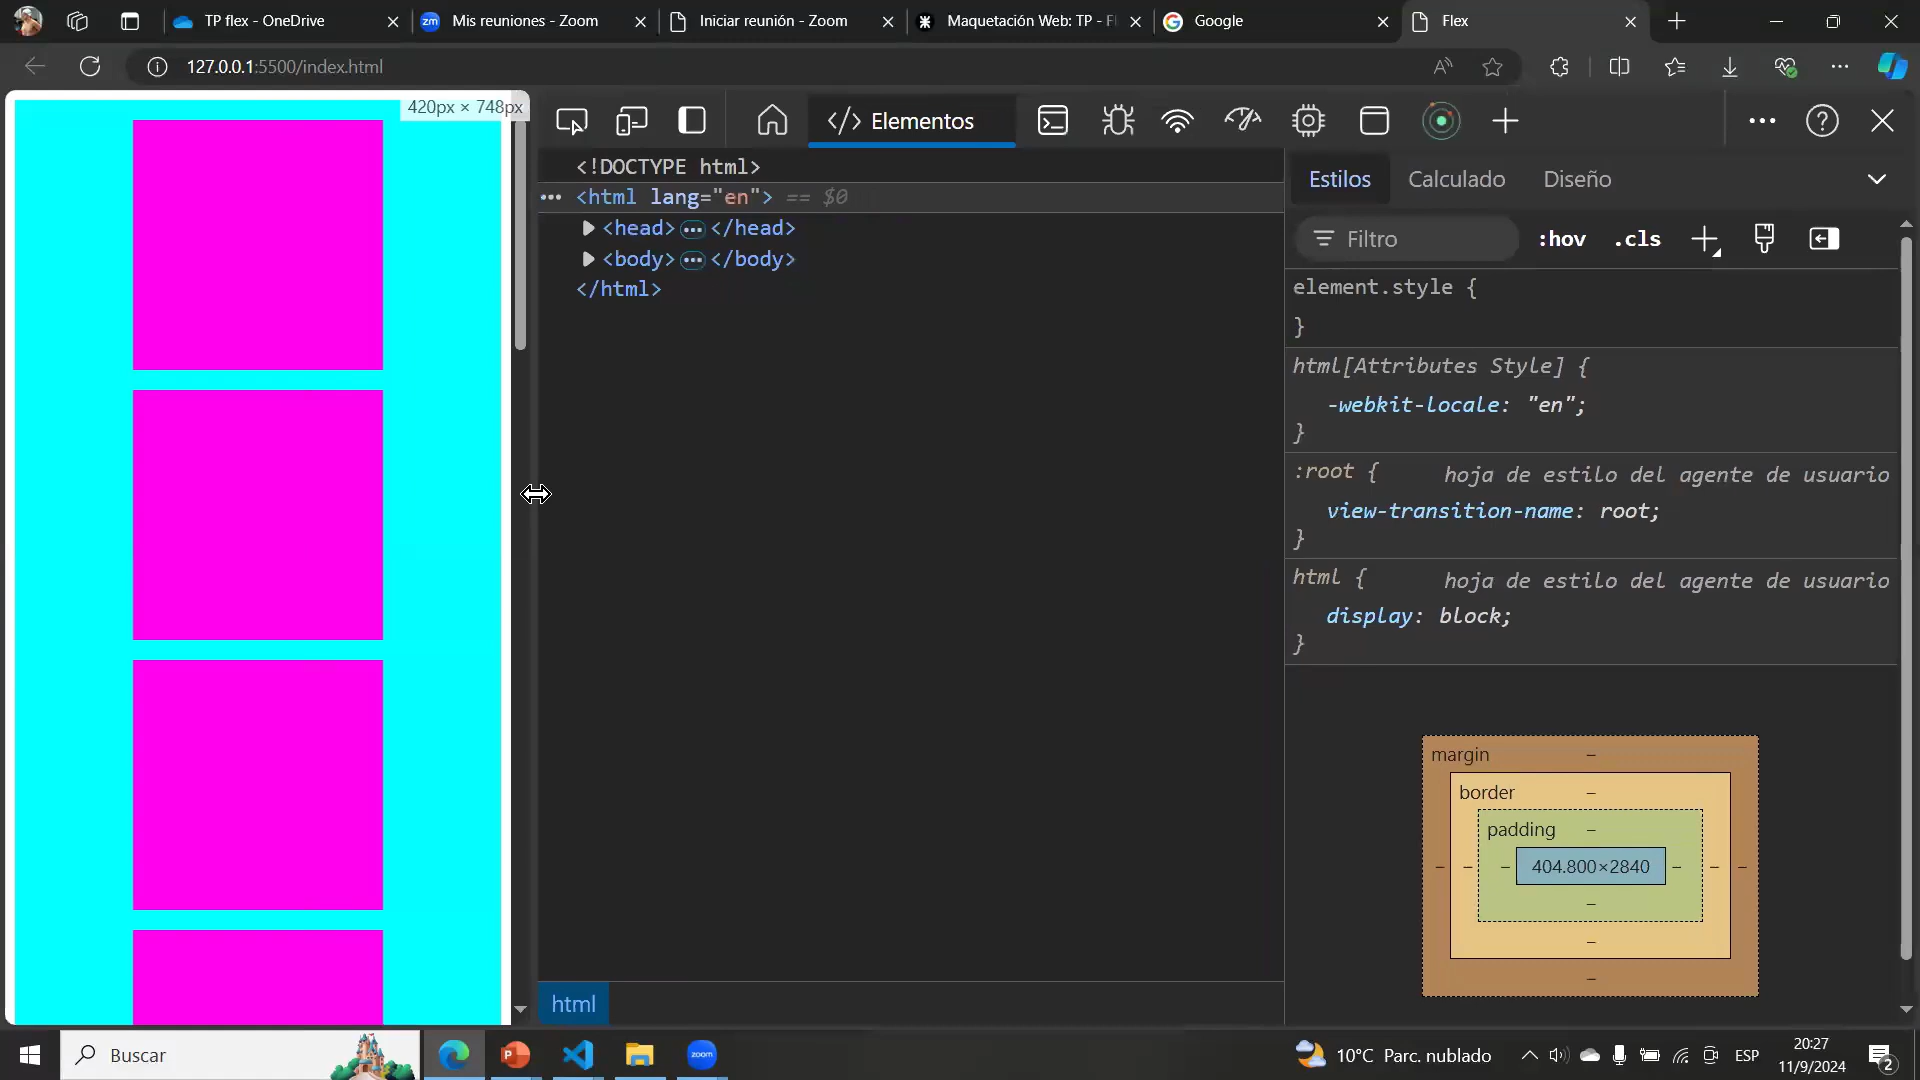 TP flex - OneDrive
Mis reuniones - Zoom
Iniciar reunión - Zoom
Maquetación Web: TP - Fl
Google
Flex
127.0.0.1:5500/index.html
420px × 748px
Elementos
<!DOCTYPE html>
<html lang="en"> == $0
<head>…</head>
<body>…</body>
</html>
html
Estilos Calculado Diseño
Filtro :hov .cls
element.style {
}
html[Attributes Style] {
-webkit-locale: "en";
}
:root { hoja de estilo del agente de usuario
view-transition-name: root;
}
html { hoja de estilo del agente de usuario
display: block;
}
margin –
border –
padding –
– – – 404.800×2840 – – –
–
–
–
Buscar
zoom
10°C Parc. nublado
ESP
20:27
11/9/2024
2